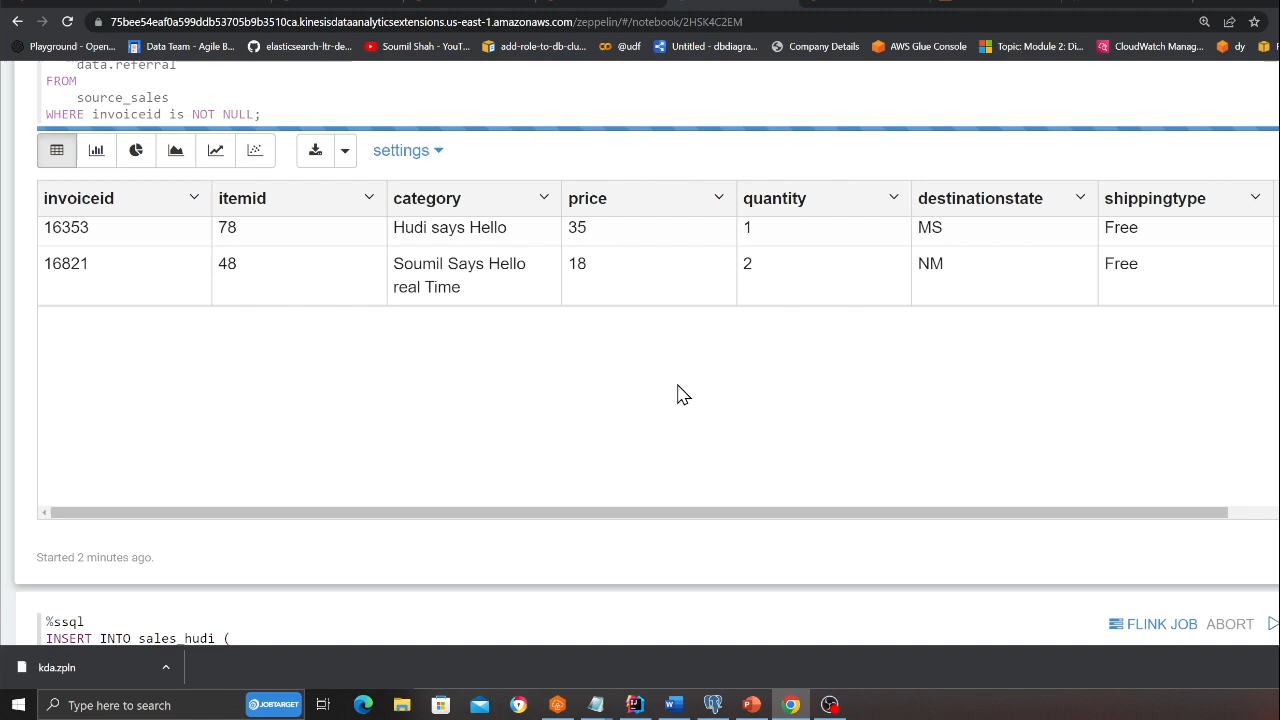 75bee54eaf0a599ddb53705b9b3510ca.kinesisdataanalyticsextensions.us-east-1.amazonaws.com/zeppelin/#/notebook/2HSK4C2EM
Playground - Open... Data Team - Agile B... elasticsearch-ltr-de... Soumil Shah - YouT... add-role-to-db-clu... @udf Untitled - dbdiagra... Company Details AWS Glue Console Topic: Module 2: Di... CloudWatch Manag... dy
data.referral
FROM
source_sales
WHERE invoiceid is NOT NULL;
settings
invoiceid itemid category price quantity destinationstate shippingtype
16353 78 Hudi says Hello 35 1 MS Free
16821 48 Soumil Says Hello 18 2 NM Free
real Time
Started 2 minutes ago.
%ssql
INSERT INTO sales_hudi (
FLINK JOB ABORT
kda.zpln
Type here to search
JOBTARGET